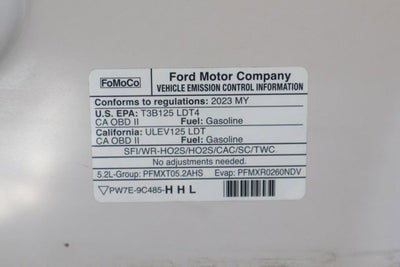 FoMoCo
Ford Motor Company
VEHICLE EMISSION CONTROL INFORMATION
Conforms to regulations: 2023 MY
U.S. EPA: T3B125 LDT4
CA OBD II Fuel: Gasoline
California: ULEV125 LDT
CA OBD II Fuel: Gasoline
SFI/WR-HO2S/HO2S/CAC/SC/TWC
No adjustments needed.
5.2L-Group: PFMXT05.2AHS Evap: PFMXR0260NDV
PW7E-9C485-HHL